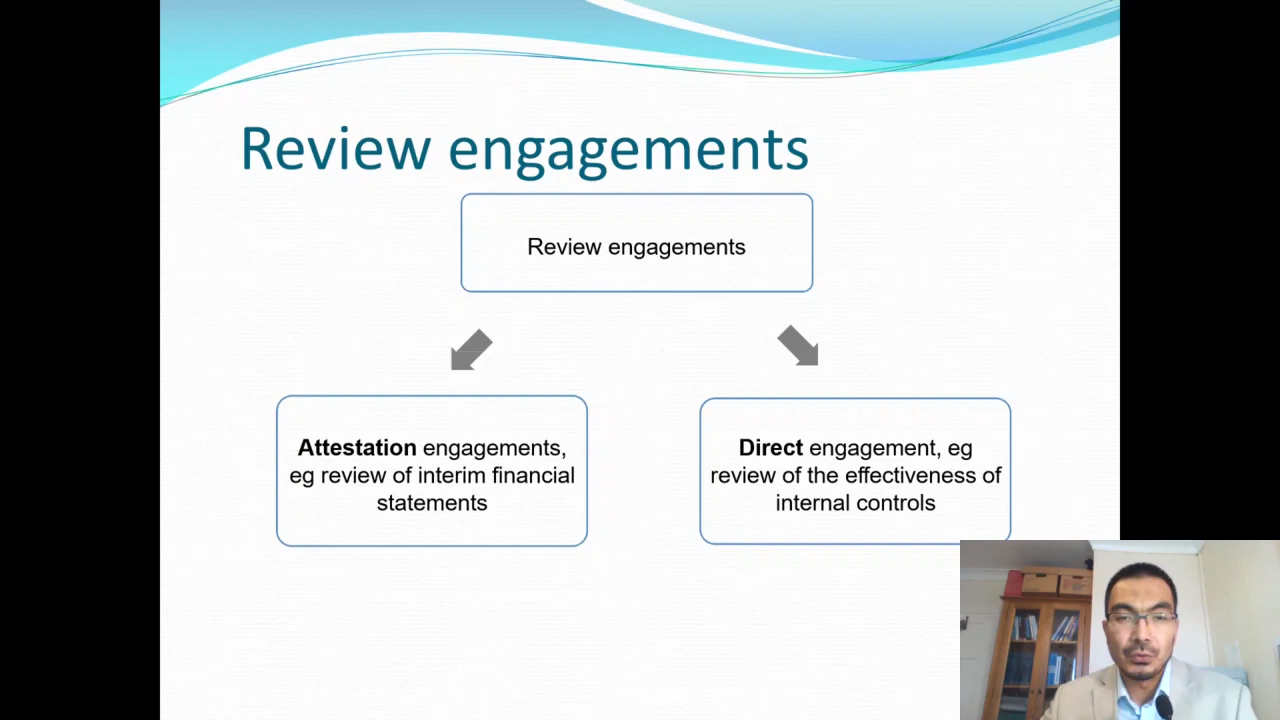 Review engagements
Review engagements
Attestation engagements,
eg review of interim financial
statements
Direct engagement, eg
review of the effectiveness of
internal controls